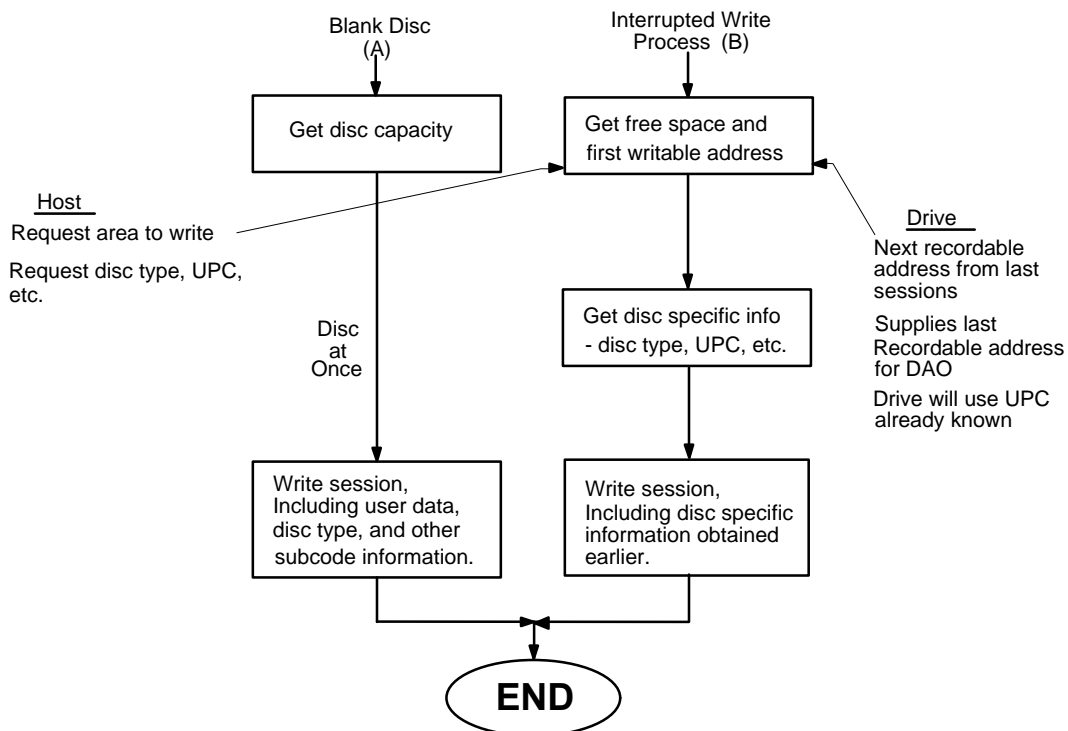 Blank Disc
(A)
Interrupted Write
Process (B)
Get disc capacity
Get free space and
first writable address
Host
Request area to write
Request disc type, UPC,
etc.
Drive
Next recordable
address from last
sessions
Supplies last
Recordable address
for DAO
Drive will use UPC
already known
Disc
at
Once
Get disc specific info
- disc type, UPC, etc.
Write session,
Including user data,
disc type, and other
subcode information.
Write session,
Including disc specific
information obtained
earlier.
END